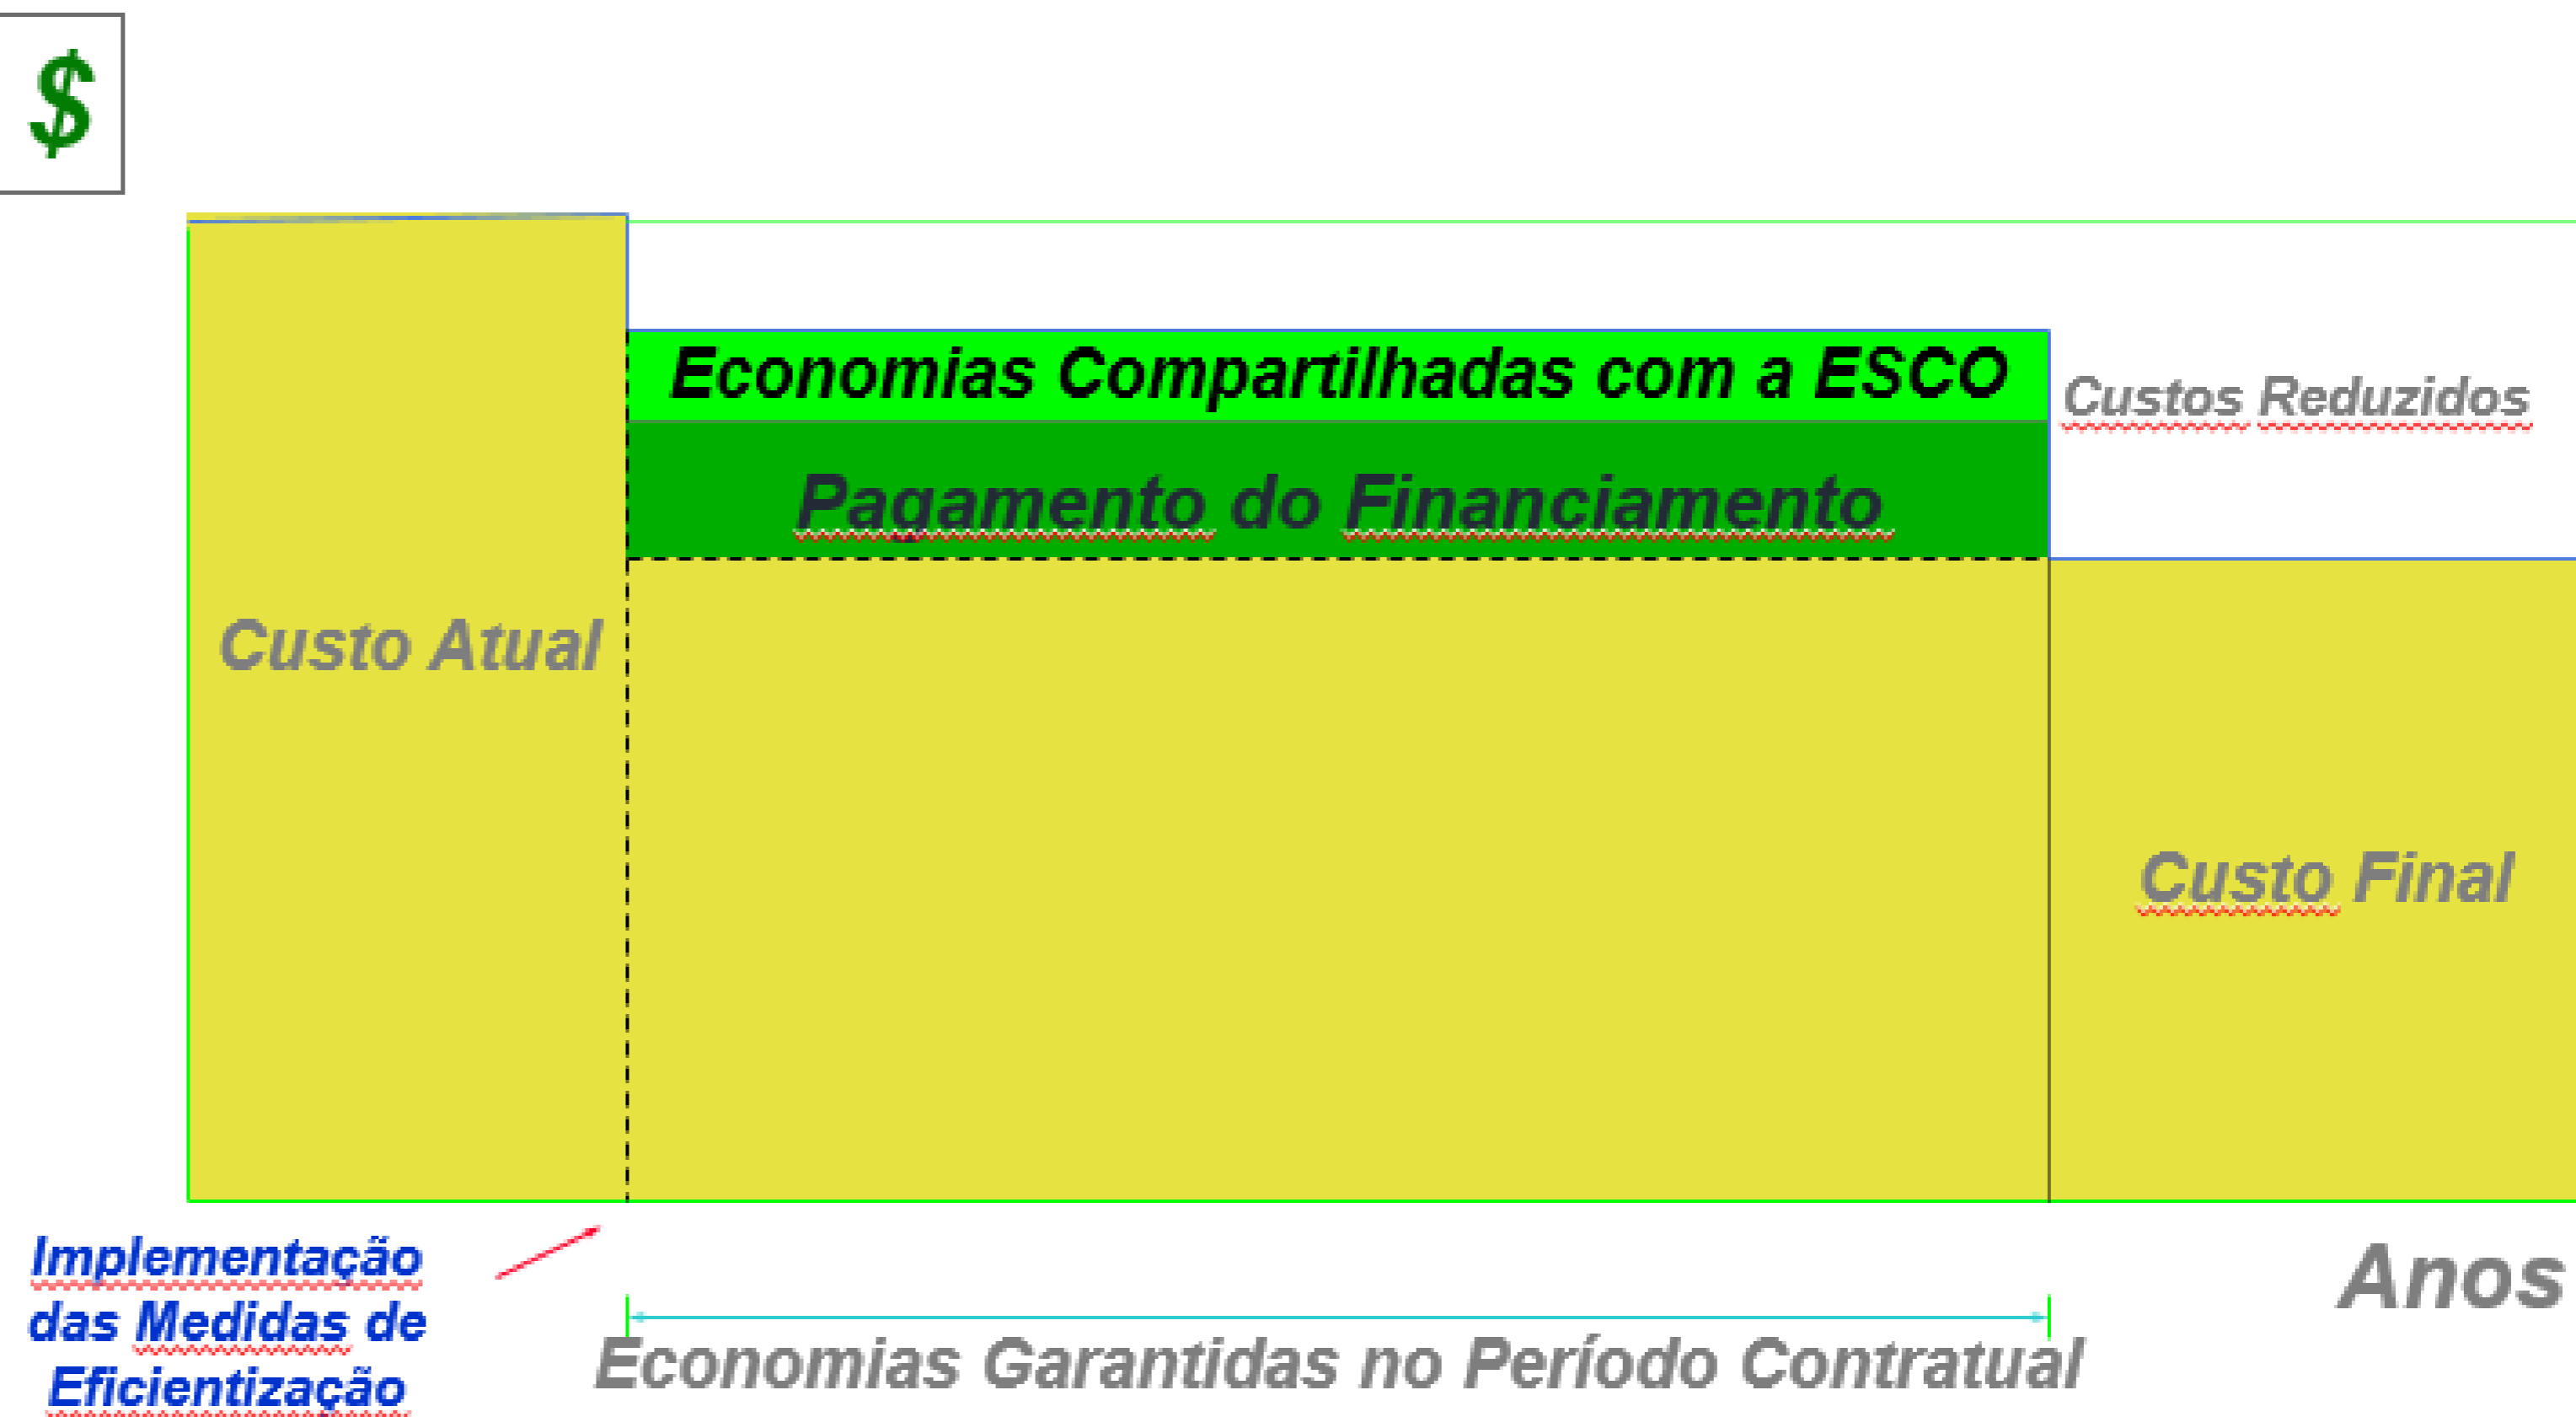 $
Economias Compartilhadas com a ESCO
Custos Reduzidos
Pagamento do Financiamento
Custo Atual
Custo Final
Implementação
das Medidas de
Eficientização
Anos
Economias Garantidas no Período Contratual